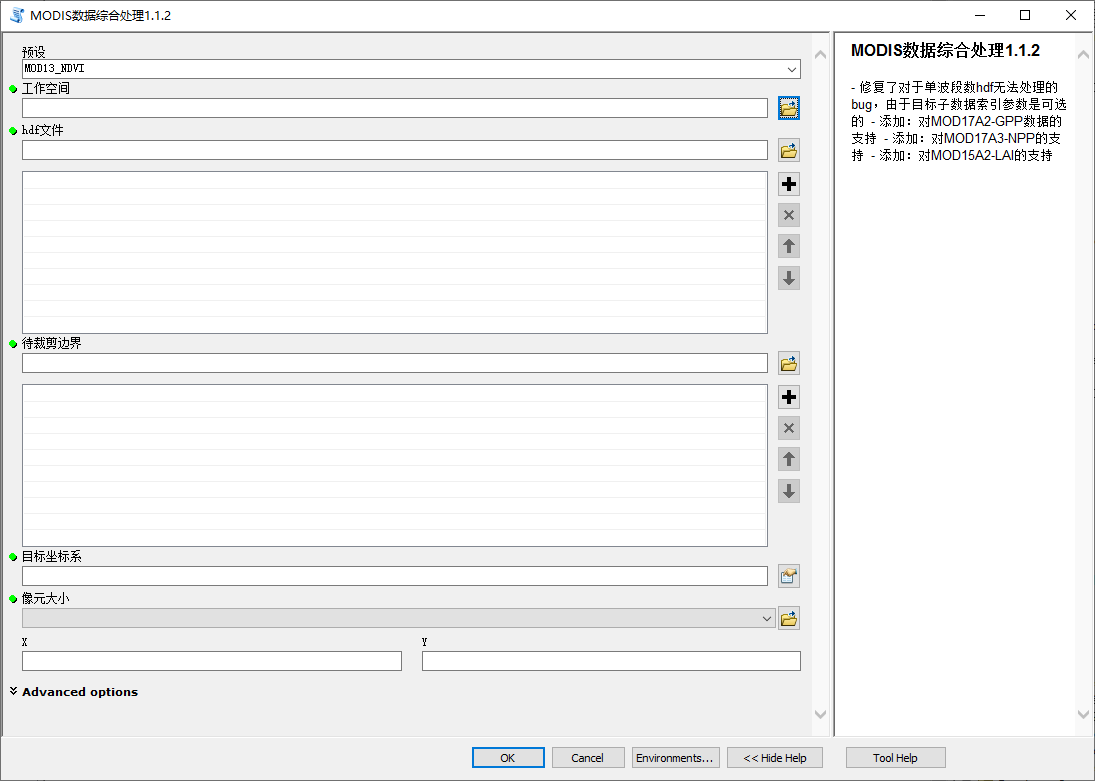 MODIS数据综合处理1.1.2
预设
MOD13_NDVI
工作空间
hdf文件
待裁剪边界
目标坐标系
像元大小
X
Y
Advanced options
MODIS数据综合处理1.1.2
- 修复了对于单波段数hdf无法处理的
bug，由于目标子数据索引参数是可选
的 - 添加：对MOD17A2-GPP数据的
支持 - 添加：对MOD17A3-NPP的支
持 - 添加：对MOD15A2-LAI的支持
OK
Cancel
Environments...
<< Hide Help
Tool Help